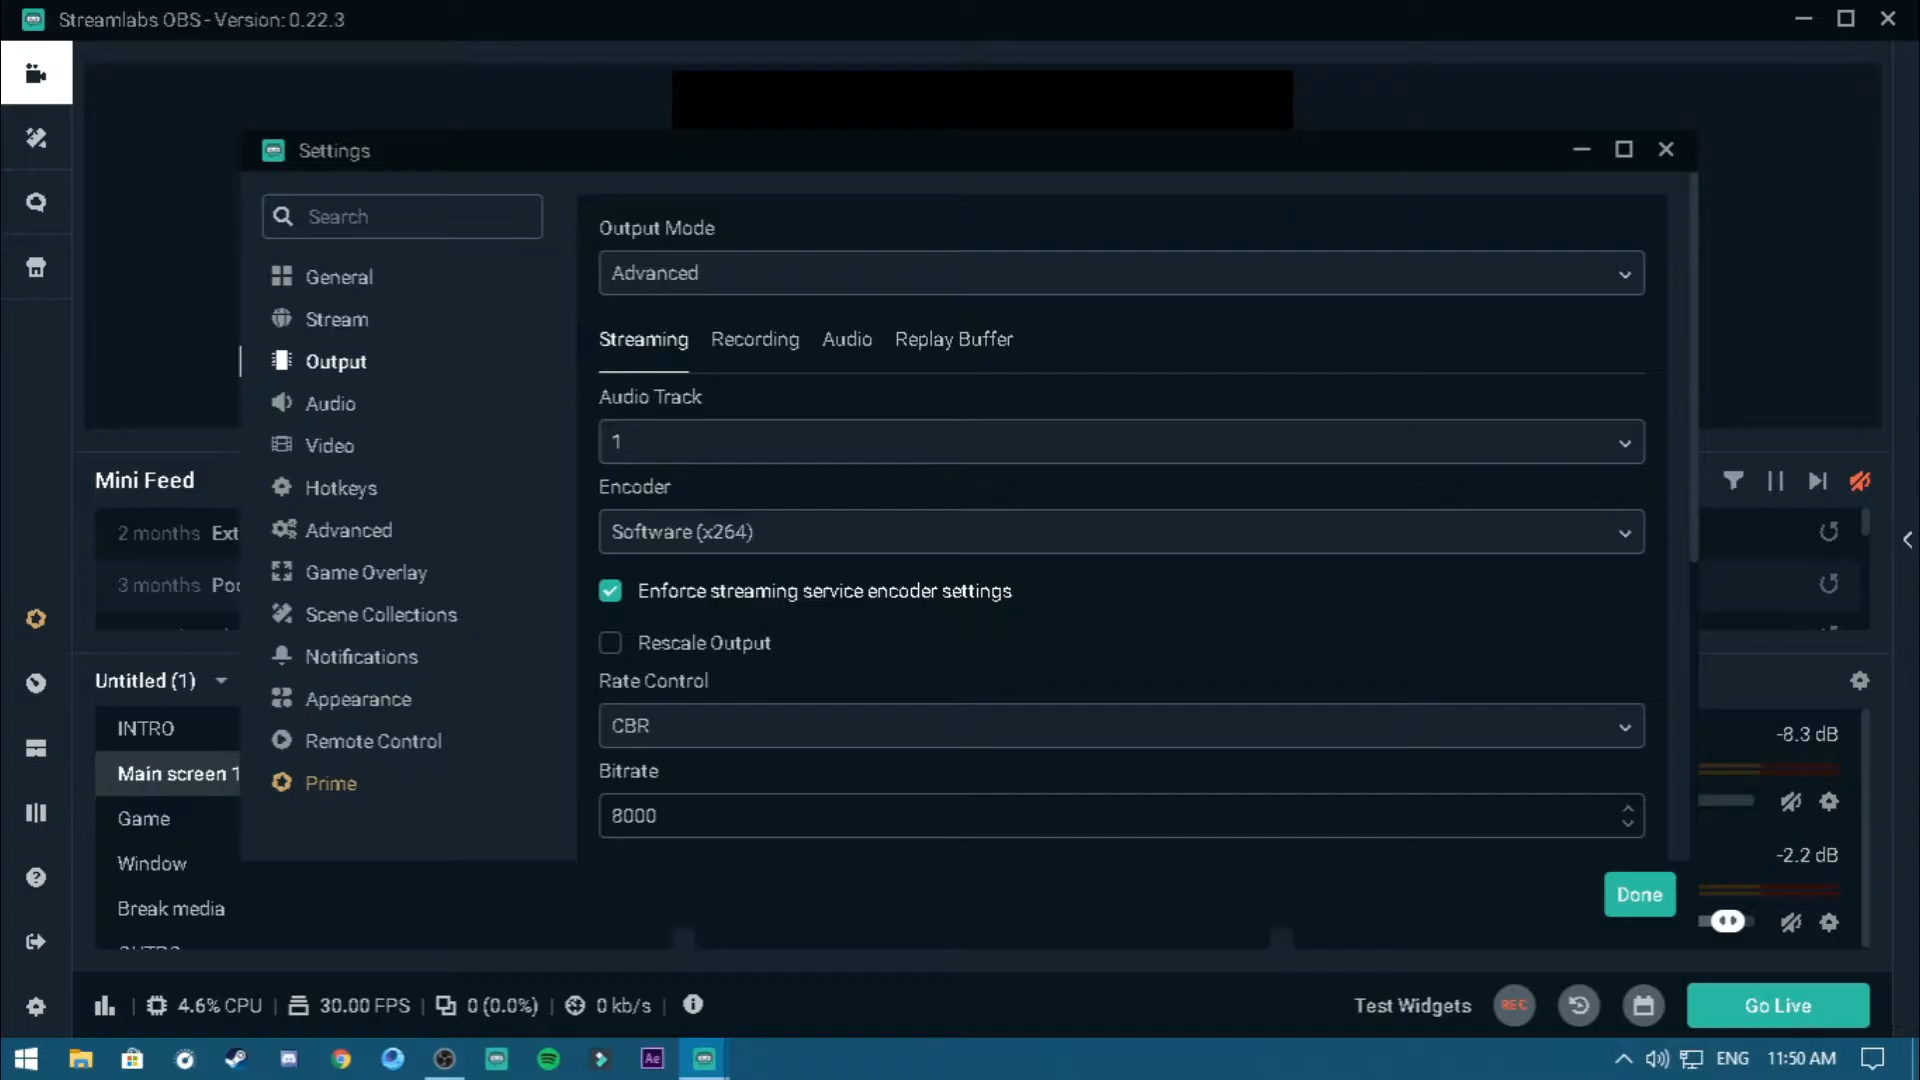 Streamlabs OBS - Version: 0.22.3
Settings
Search
General
Stream
Output
Audio
Video
Hotkeys
Advanced
Game Overlay
Scene Collections
Notifications
Appearance
Remote Control
Prime
Output Mode
Advanced
Streaming Recording Audio Replay Buffer
Audio Track
1
Encoder
Software (x264)
Enforce streaming service encoder settings
Rescale Output
Rate Control
CBR
Bitrate
8000
Done
Mini Feed
2 months Ext
3 months
Untitled (1)
INTRO
Main screen 1
Game
Window
Break media
-8.3 dB
-2.2 dB
4.6% CPU
30.00 FPS
0 (0.0%)
0 kb/s
Test Widgets
REC
Go Live
Ae
ENG
11:50 AM